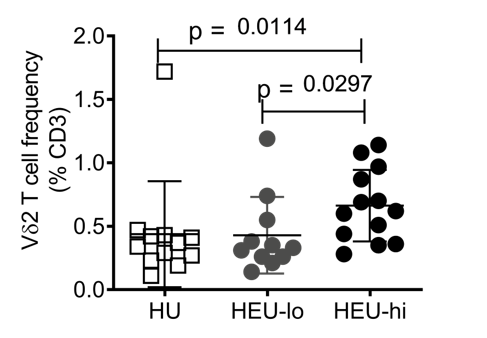 p = 0.0114
p = 0.0297
Vδ2 T cell frequency
(% CD3)
2.0
1.5
1.0
0.5
0.0
HU
HEU-lo
HEU-hi